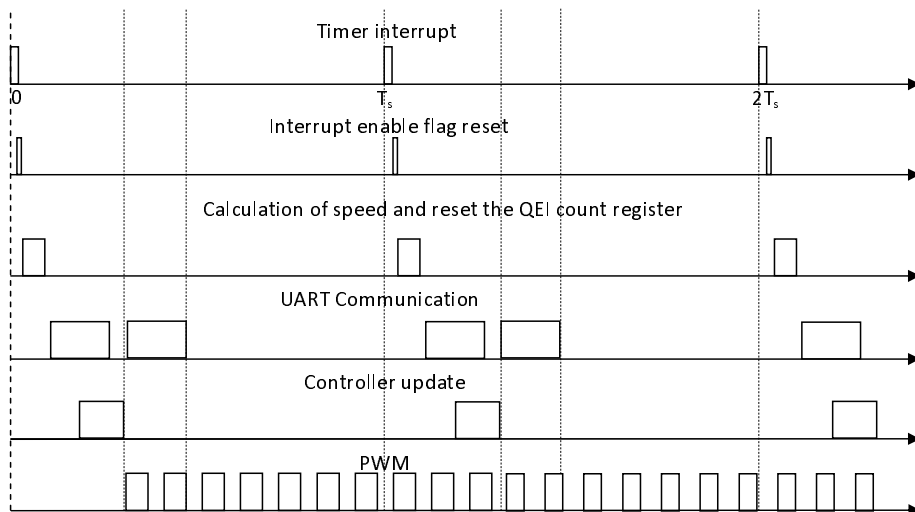 Timer interrupt
0
Ts
2Ts
Interrupt enable flag reset
Calculation of speed and reset the QEI count register
UART Communication
Controller update
PWM